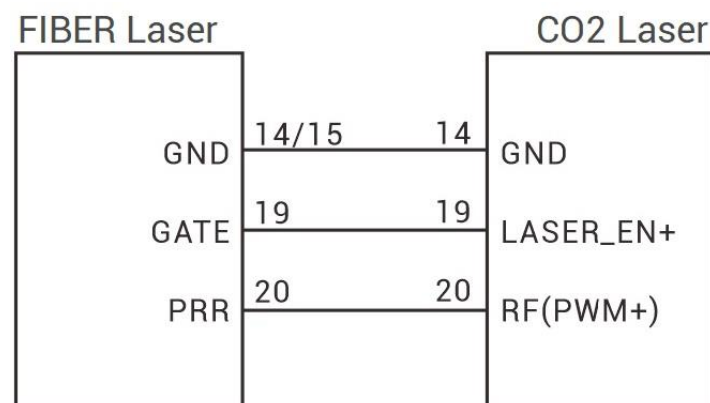 FIBER Laser CO2 Laser
GND 14/15 14 GND
GATE 19 19 LASER_EN+
PRR 20 20 RF(PWM+)